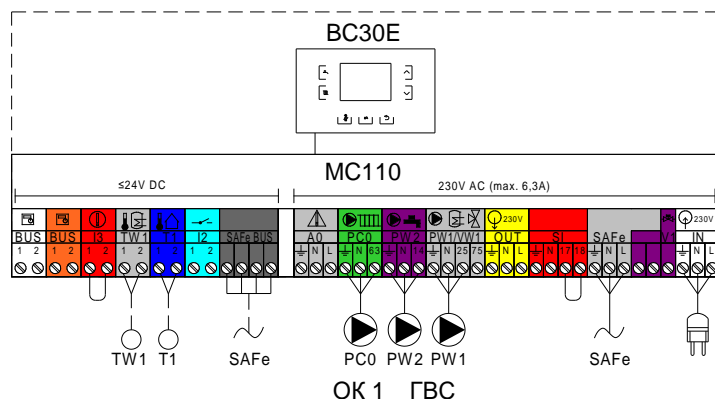 BC30E
MC110
≤24V DC 230V AC (max. 6,3A)
230V 230V
BUS BUS I3 TW1 T1 I2 SAFe BUS A0 PC0 PW2 PW1/VW1 OUT SI SAFe V1 IN
1 2 1 2 1 2 1 2 1 2 1 2 N L N 63 N 14 N 25 75 N L N 17 18 N L N L
TW1 T1 SAFe PC0 PW2 PW1 SAFe
ОК 1 ГВС